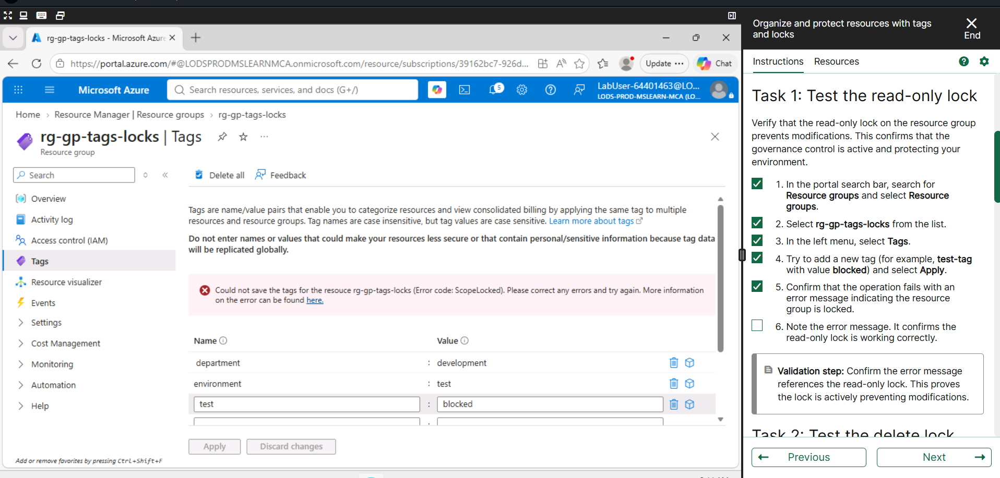 rg-gp-tags-locks - Microsoft Azure
https://portal.azure.com/#@LODSPRODMSLEARNMCA.onmicrosoft.com/resource/subscriptions/39162bc7-926d...
Update
Chat
Microsoft Azure
Search resources, services, and docs (G+/)
5
LabUser-64401463@LO...
LODS-PROD-MSLEARN-MCA (LO...
Home > Resource Manager | Resource groups > rg-gp-tags-locks
rg-gp-tags-locks | Tags
Resource group
Search
Delete all
Feedback
Overview
Activity log
Access control (IAM)
Tags
Resource visualizer
Events
Settings
Cost Management
Monitoring
Automation
Help
Add or remove favorites by pressing Ctrl+Shift+F
Tags are name/value pairs that enable you to categorize resources and view consolidated billing by applying the same tag to multiple
resources and resource groups. Tag names are case insensitive, but tag values are case sensitive. Learn more about tags
Do not enter names or values that could make your resources less secure or that contain personal/sensitive information because tag data
will be replicated globally.
Could not save the tags for the resouce rg-gp-tags-locks (Error code: ScopeLocked). Please correct any errors and try again. More information
on the error can be found here.
Name
Value
department : development
environment : test
test : blocked
:
Apply
Discard changes
Organize and protect resources with tags
and locks
End
Instructions
Resources
Task 1: Test the read-only lock
Verify that the read-only lock on the resource group
prevents modifications. This confirms that the
governance control is active and protecting your
environment.
1. In the portal search bar, search for
Resource groups and select Resource
groups.
2. Select rg-gp-tags-locks from the list.
3. In the left menu, select Tags.
4. Try to add a new tag (for example, test-tag
with value blocked) and select Apply.
5. Confirm that the operation fails with an
error message indicating the resource
group is locked.
6. Note the error message. It confirms the
read-only lock is working correctly.
Validation step: Confirm the error message
references the read-only lock. This proves
the lock is actively preventing modifications.
Task 2: Test the delete lock
Previous
Next